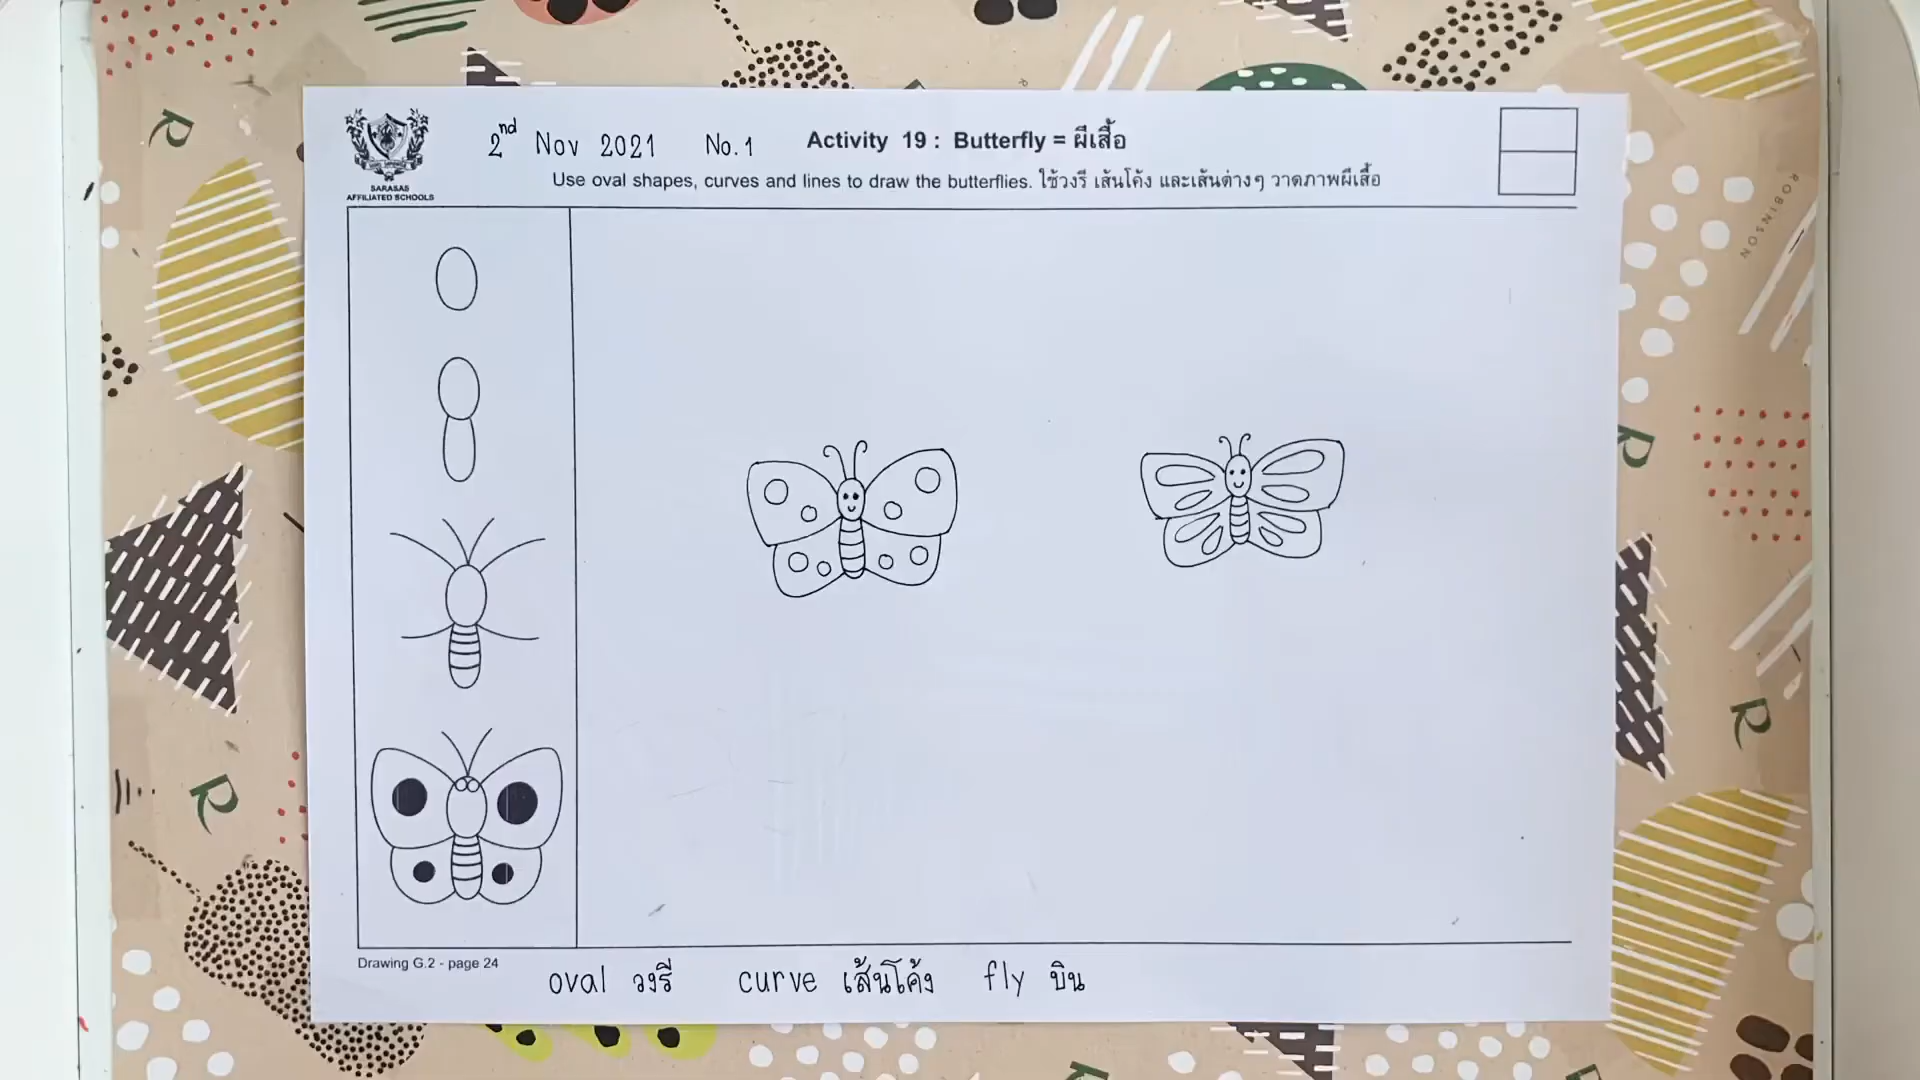 2nd Nov 2021 No.1 Activity 19 : Butterfly = ผีเสื้อ
Use oval shapes, curves and lines to draw the butterflies. ใช้วงรี เส้นโค้ง และเส้นต่างๆ วาดภาพผีเสื้อ
SARASAS
AFFILIATED SCHOOLS
ROBINSON
R
R
R
R
Drawing G.2 - page 24
oval วงรี curve เส้นโค้ง fly บิน